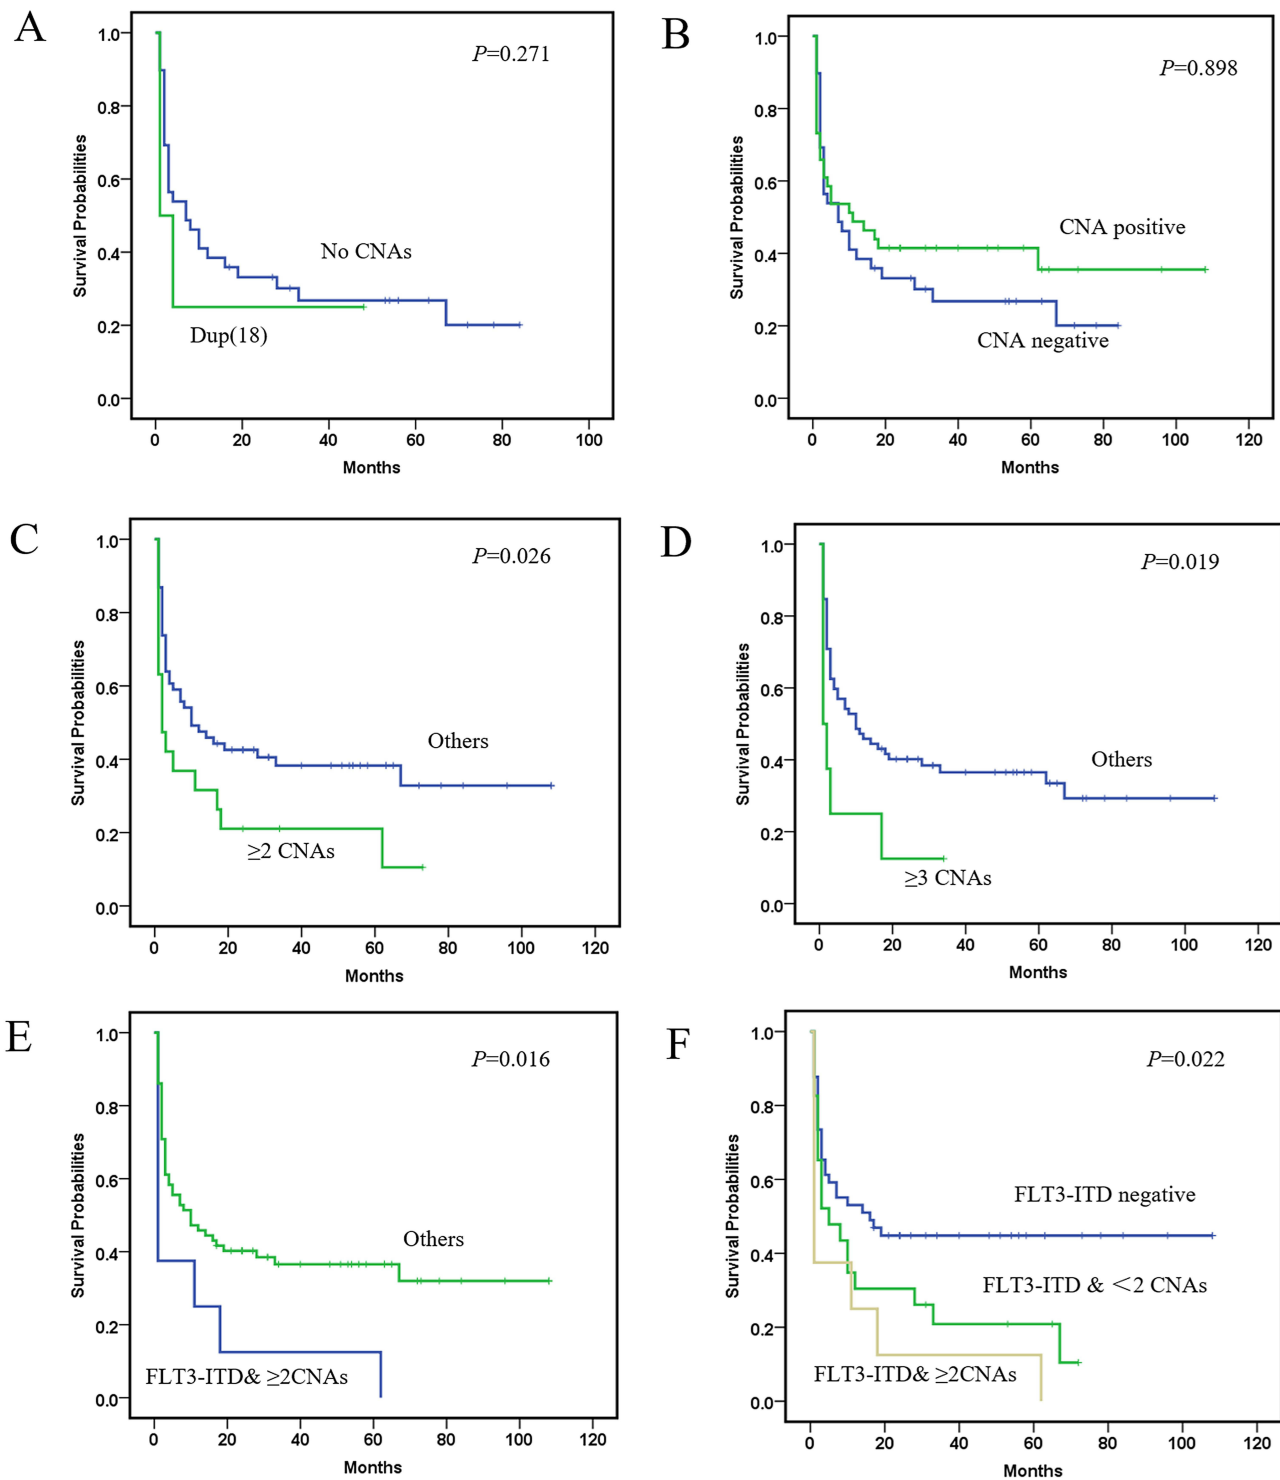 A
P=0.271
1.0
0.8
0.6
0.4
0.2
0.0
Survival Probabilities
No CNAs
Dup(18)
0 20 40 60 80 100
Months
B
P=0.898
1.0
0.8
0.6
0.4
0.2
0.0
Survival Probabilities
CNA positive
CNA negative
0 20 40 60 80 100 120
Months
C
P=0.026
1.0
0.8
0.6
0.4
0.2
0.0
Survival Probabilities
Others
≥2 CNAs
0 20 40 60 80 100 120
Months
D
P=0.019
1.0
0.8
0.6
0.4
0.2
0.0
Survival Probabilities
Others
≥3 CNAs
0 20 40 60 80 100 120
Months
E
P=0.016
1.0
0.8
0.6
0.4
0.2
0.0
Survival Probabilities
Others
FLT3-ITD& ≥2CNAs
0 20 40 60 80 100 120
Months
F
P=0.022
1.0
0.8
0.6
0.4
0.2
0.0
Survival Probabilities
FLT3-ITD negative
FLT3-ITD & <2 CNAs
FLT3-ITD& ≥2CNAs
0 20 40 60 80 100 120
Months